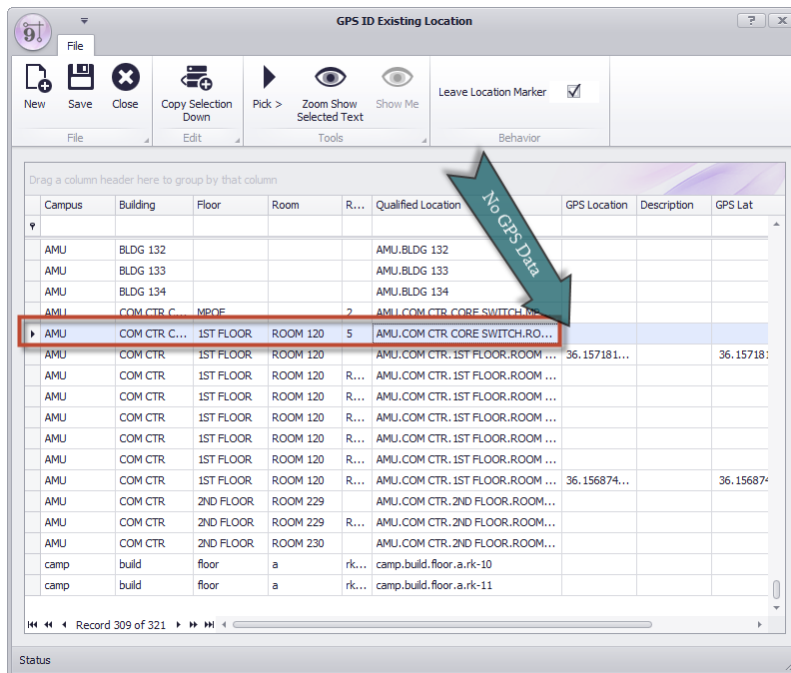 GPS ID Existing Location
File
New Save Close Copy Selection Down Pick > Zoom Show Selected Text Show Me Leave Location Marker
File Edit Tools Behavior
Drag a column header here to group by that column
Campus Building Floor Room R... Qualified Location GPS Location Description GPS Lat
No GPS Data
AMU BLDG 132 AMU.BLDG 132
AMU BLDG 133 AMU.BLDG 133
AMU BLDG 134 AMU.BLDG 134
AMU COM CTR C... MPOE 2 AMU.COM CTR CORE SWITCH.
AMU COM CTR C... 1ST FLOOR ROOM 120 5 AMU.COM CTR CORE SWITCH.RO...
AMU COM CTR 1ST FLOOR ROOM 120 AMU.COM CTR.1ST FLOOR.ROOM ... 36.157181... 36.157181
AMU COM CTR 1ST FLOOR ROOM 120 R... AMU.COM CTR.1ST FLOOR.ROOM ...
AMU COM CTR 1ST FLOOR ROOM 120 R... AMU.COM CTR.1ST FLOOR.ROOM ...
AMU COM CTR 1ST FLOOR ROOM 120 R... AMU.COM CTR.1ST FLOOR.ROOM ...
AMU COM CTR 1ST FLOOR ROOM 120 R... AMU.COM CTR.1ST FLOOR.ROOM ...
AMU COM CTR 1ST FLOOR ROOM 120 R... AMU.COM CTR.1ST FLOOR.ROOM ...
AMU COM CTR 1ST FLOOR ROOM 120 R... AMU.COM CTR.1ST FLOOR.ROOM ... 36.156874... 36.156874
AMU COM CTR 2ND FLOOR ROOM 229 AMU.COM CTR.2ND FLOOR.ROOM...
AMU COM CTR 2ND FLOOR ROOM 229 R... AMU.COM CTR.2ND FLOOR.ROOM...
AMU COM CTR 2ND FLOOR ROOM 230 AMU.COM CTR.2ND FLOOR.ROOM...
camp build floor a rk... camp.build.floor.a.rk-10
camp build floor a rk... camp.build.floor.a.rk-11
Record 309 of 321
Status